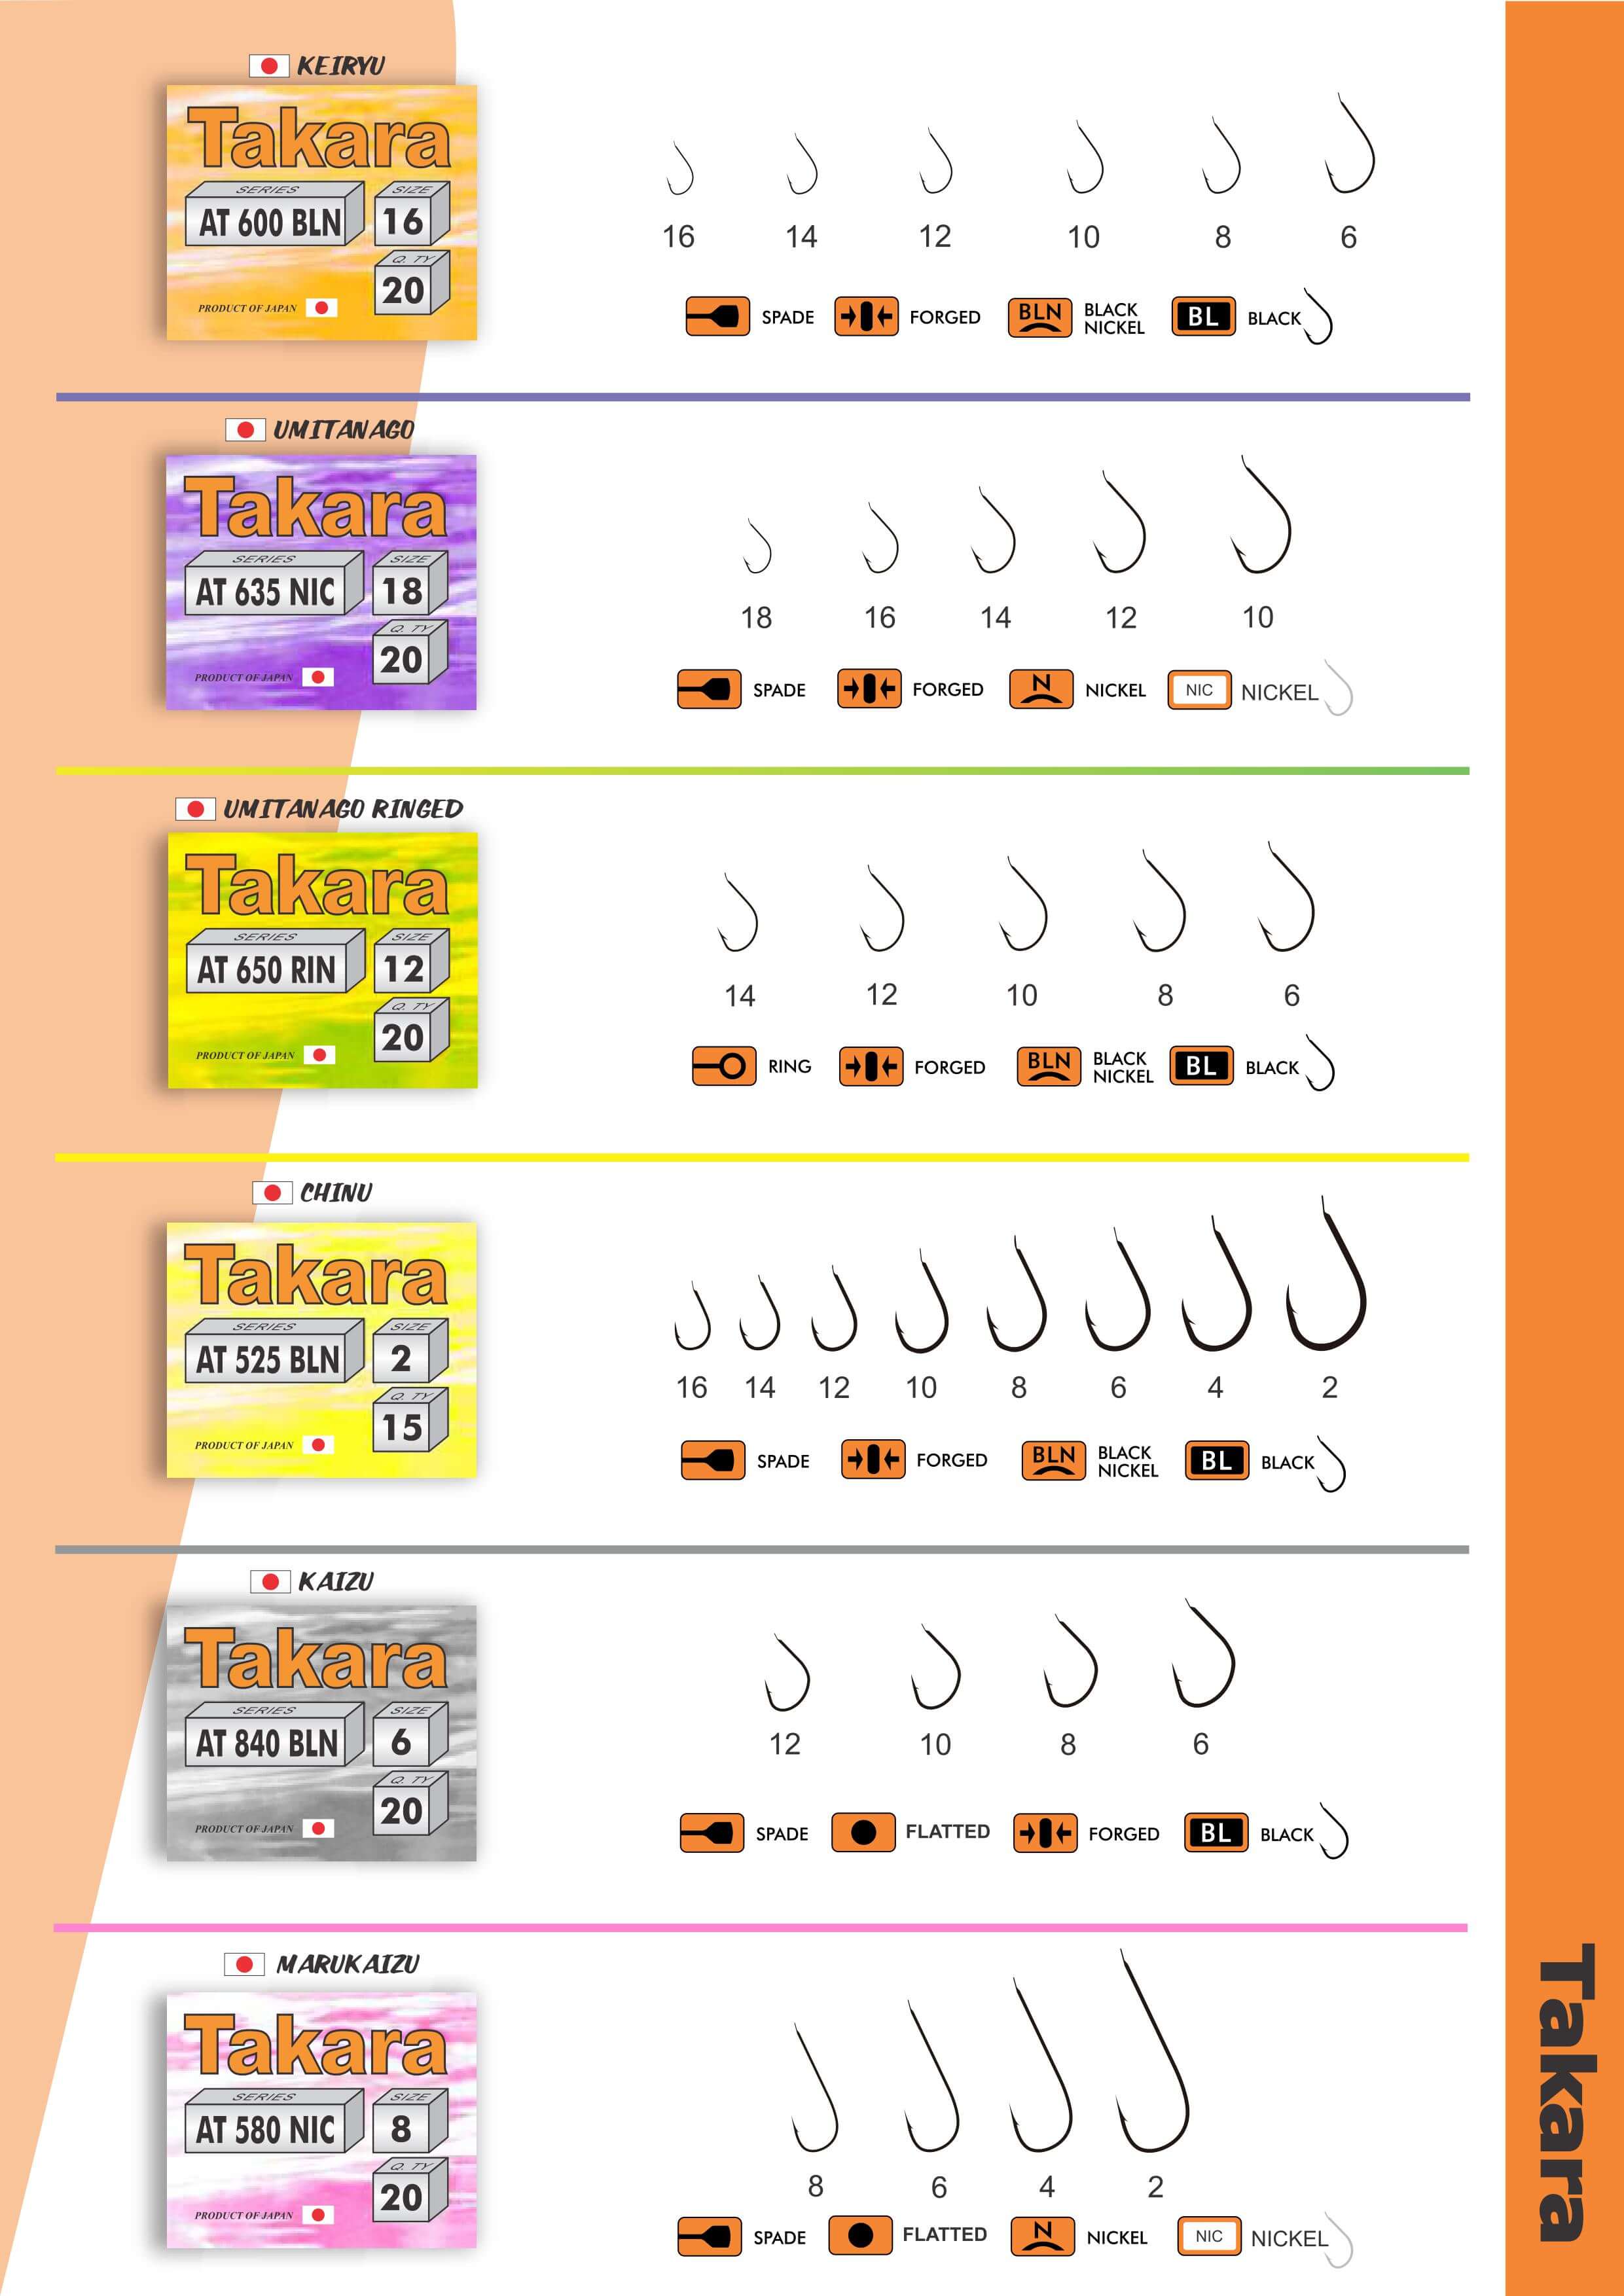 KEIRYU
Takara
SERIES SIZE
AT 600 BLN 16
Q. TY
20
PRODUCT OF JAPAN
16 14 12 10 8 6
SPADE FORGED BLN BLACK NICKEL BL BLACK
UMITANAGO
Takara
SERIES SIZE
AT 635 NIC 18
Q. TY
20
PRODUCT OF JAPAN
18 16 14 12 10
SPADE FORGED N NICKEL NIC NICKEL
UMITANAGO RINGED
Takara
SERIES SIZE
AT 650 RIN 12
Q. TY
20
PRODUCT OF JAPAN
14 12 10 8 6
RING FORGED BLN BLACK NICKEL BL BLACK
CHINU
Takara
SERIES SIZE
AT 525 BLN 2
Q. TY
15
PRODUCT OF JAPAN
16 14 12 10 8 6 4 2
SPADE FORGED BLN BLACK NICKEL BL BLACK
KAIZU
Takara
SERIES SIZE
AT 840 BLN 6
Q. TY
20
PRODUCT OF JAPAN
12 10 8 6
SPADE FLATTED FORGED BL BLACK
MARUKAIZU
Takara
SERIES SIZE
AT 580 NIC 8
Q. TY
20
PRODUCT OF JAPAN
8 6 4 2
SPADE FLATTED N NICKEL NIC NICKEL
Takara